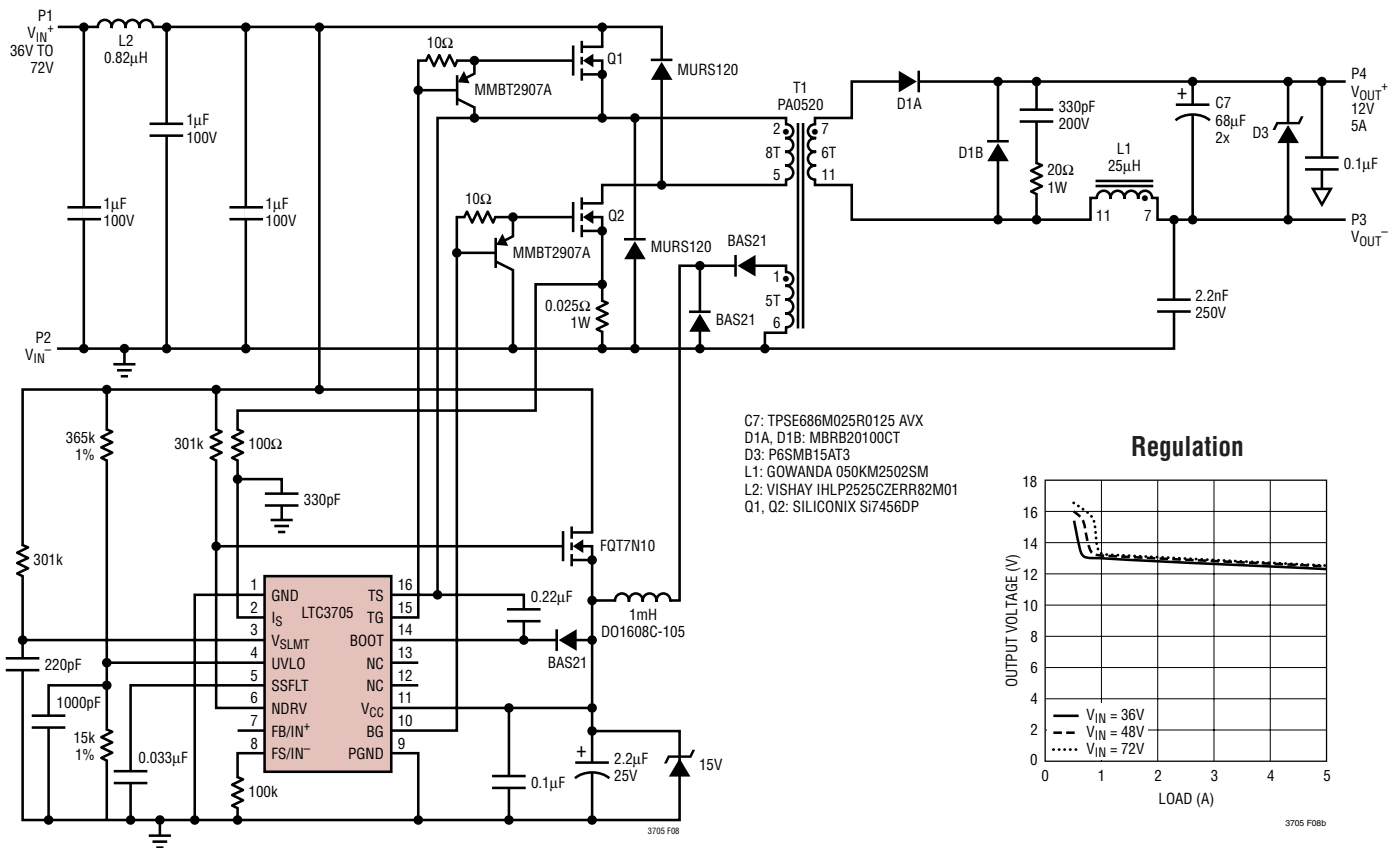 P1
VIN+
36V TO
72V
L2
0.82µH
1µF
100V
1µF
100V
1µF
100V
P2
VIN–
10Ω
MMBT2907A
Q1
MURS120
10Ω
MMBT2907A
Q2
MURS120
0.025Ω
1W
BAS21
BAS21
T1
PA0520
2
8T
5
7
6T
11
1
5T
6
D1A
D1B
330pF
200V
20Ω
1W
L1
25µH
11
7
+
C7
68µF
2x
D3
P4
VOUT+
12V
5A
0.1µF
P3
VOUT–
2.2nF
250V
365k
1%
301k
100Ω
330pF
301k
FQT7N10
1mH
DO1608C-105
0.22µF
BAS21
220pF
1000pF
15k
1%
0.033µF
100k
LTC3705
1 GND
2 IS
3 VSLMT
4 UVLO
5 SSFLT
6 NDRV
7 FB/IN+
8 FS/IN–
TS 16
TG 15
BOOT 14
NC 13
NC 12
VCC 11
BG 10
PGND 9
0.1µF
+
2.2µF
25V
15V
3705 F08
C7: TPSE686M025R0125 AVX
D1A, D1B: MBRB20100CT
D3: P6SMB15AT3
L1: GOWANDA 050KM2502SM
L2: VISHAY IHLP2525CZERR82M01
Q1, Q2: SILICONIX Si7456DP
Regulation
OUTPUT VOLTAGE (V)
18
16
14
12
10
8
6
4
2
0
VIN = 36V
VIN = 48V
VIN = 72V
0 1 2 3 4 5
LOAD (A)
3705 F08b